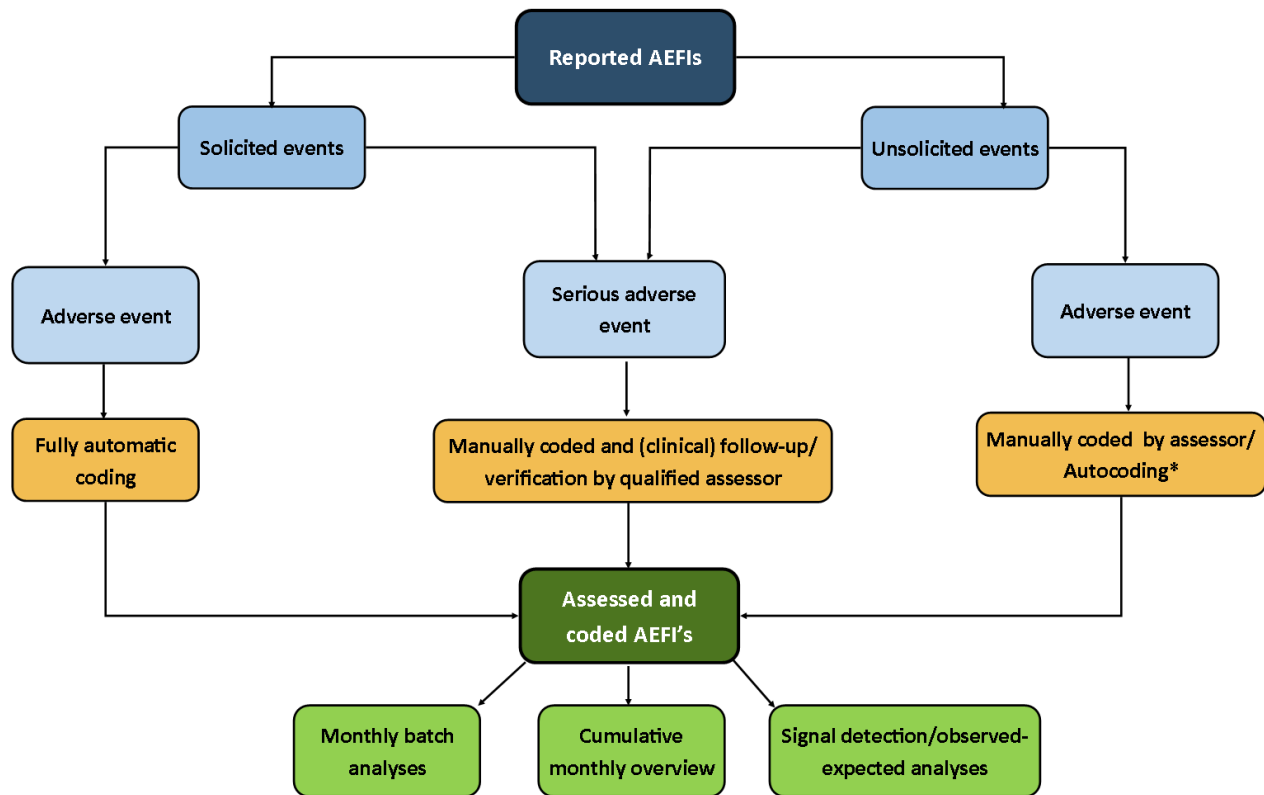 Reported AEFIs
Solicited events
Unsolicited events
Adverse event
Serious adverse
event
Adverse event
Fully automatic
coding
Manually coded and (clinical) follow-up/
verification by qualified assessor
Manually coded by assessor/
Autocoding*
Assessed and
coded AEFI’s
Monthly batch
analyses
Cumulative
monthly overview
Signal detection/observed-
expected analyses